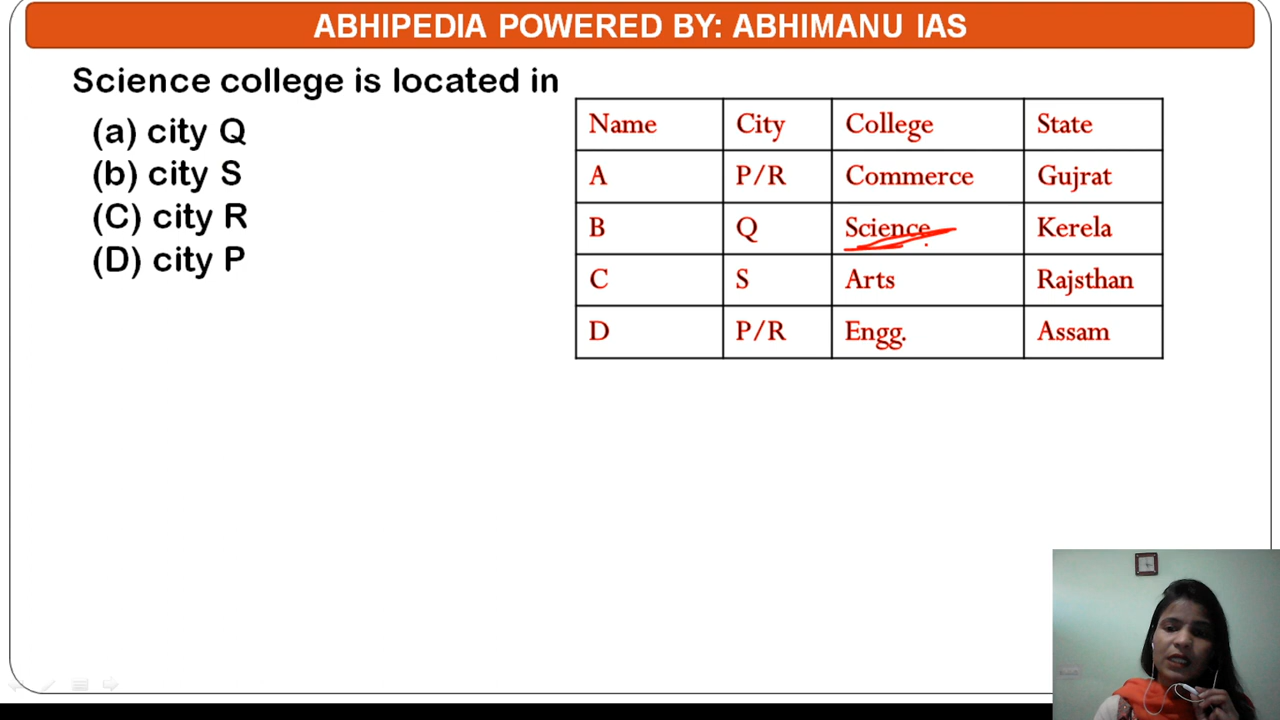 ABHIPEDIA POWERED BY: ABHIMANU IAS
Science college is located in
(a) city Q
(b) city S
(C) city R
(D) city P
Name City College State
A P/R Commerce Gujrat
B Q Science Kerela
C S Arts Rajsthan
D P/R Engg. Assam